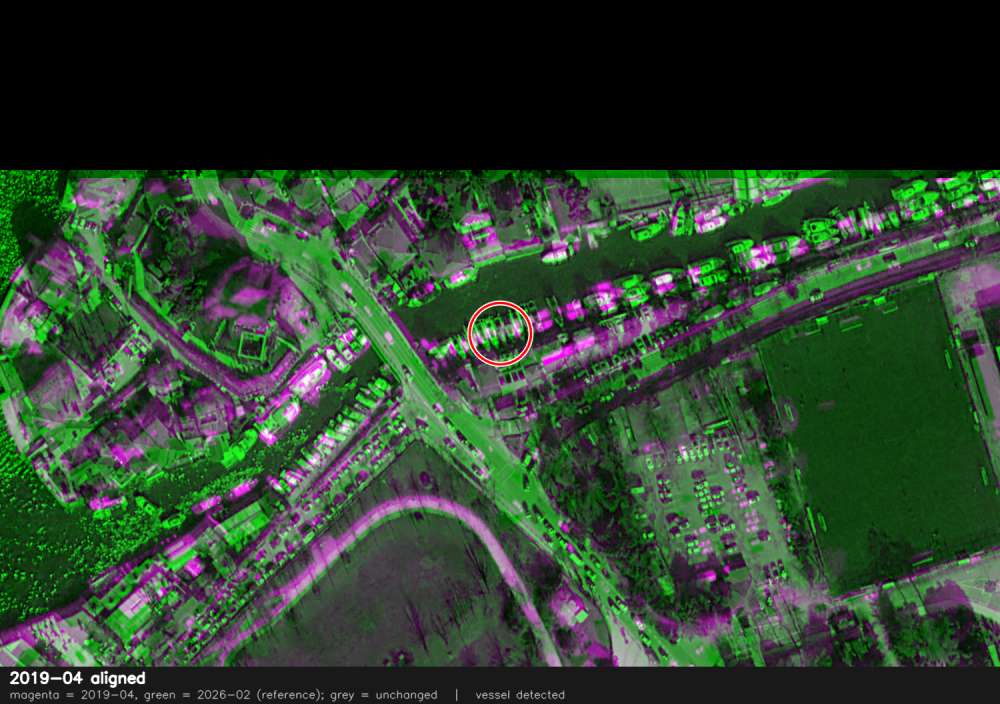 2019-04 aligned
magenta = 2019-04, green = 2026-02 (reference); grey = unchanged | vessel detected